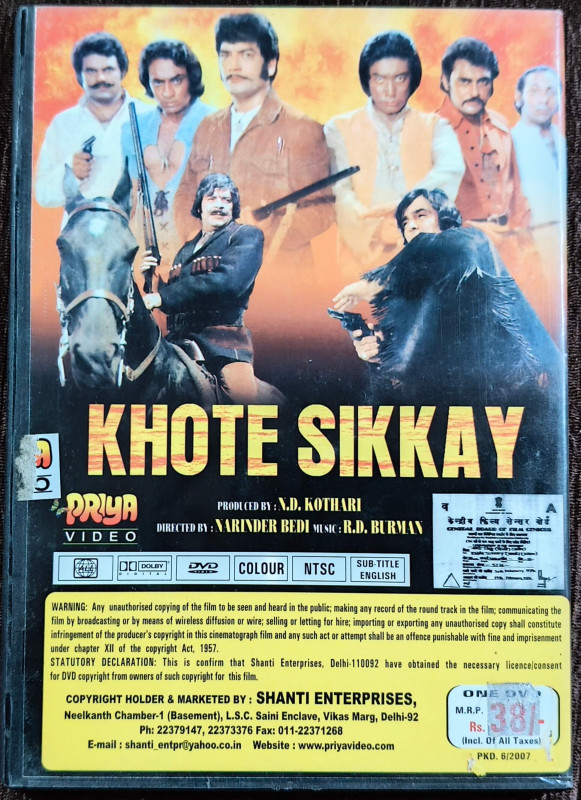 KHOTE SIKKAY
PRIYA
VIDEO
PRODUCED BY : N.D. KOTHARI
DIRECTED BY : NARINDER BEDI MUSIC : R.D. BURMAN
व A
केन्द्रीय फिल्म सेन्सर बोर्ड
CENTRAL BOARD OF FILM CENSORS
ALL
DOLBY
DIGITAL
DVD
VIDEO
COLOUR
NTSC
SUB-TITLE
ENGLISH
WARNING: Any unauthorised copying of the film to be seen and heard in the public; making any record of the round track in the film; communicating the
film by broadcasting or by means of wireless diffusion or wire; selling or letting for hire; importing or exporting any unauthorised copy shall constitute
infringement of the producer's copyright in this cinematograph film and any such act or attempt shall be an offence punishable with fine and imprisonment
under chapter XII of the copyright Act, 1957.
STATUTORY DECLARATION: This is confirm that Shanti Enterprises, Delhi-110092 have obtained the necessary licence/consent
for DVD copyright from owners of such copyright for this film.
COPYRIGHT HOLDER & MARKETED BY : SHANTI ENTERPRISES,
Neelkanth Chamber-1 (Basement), L.S.C. Saini Enclave, Vikas Marg, Delhi-92
Ph: 22379147, 22373376 Fax: 011-22371268
E-mail : shanti_entpr@yahoo.co.in Website : www.priyavideo.com
ONE DVD
M.R.P.
Rs. 38/-
(Incl. Of All Taxes)
PKD. 6/2007